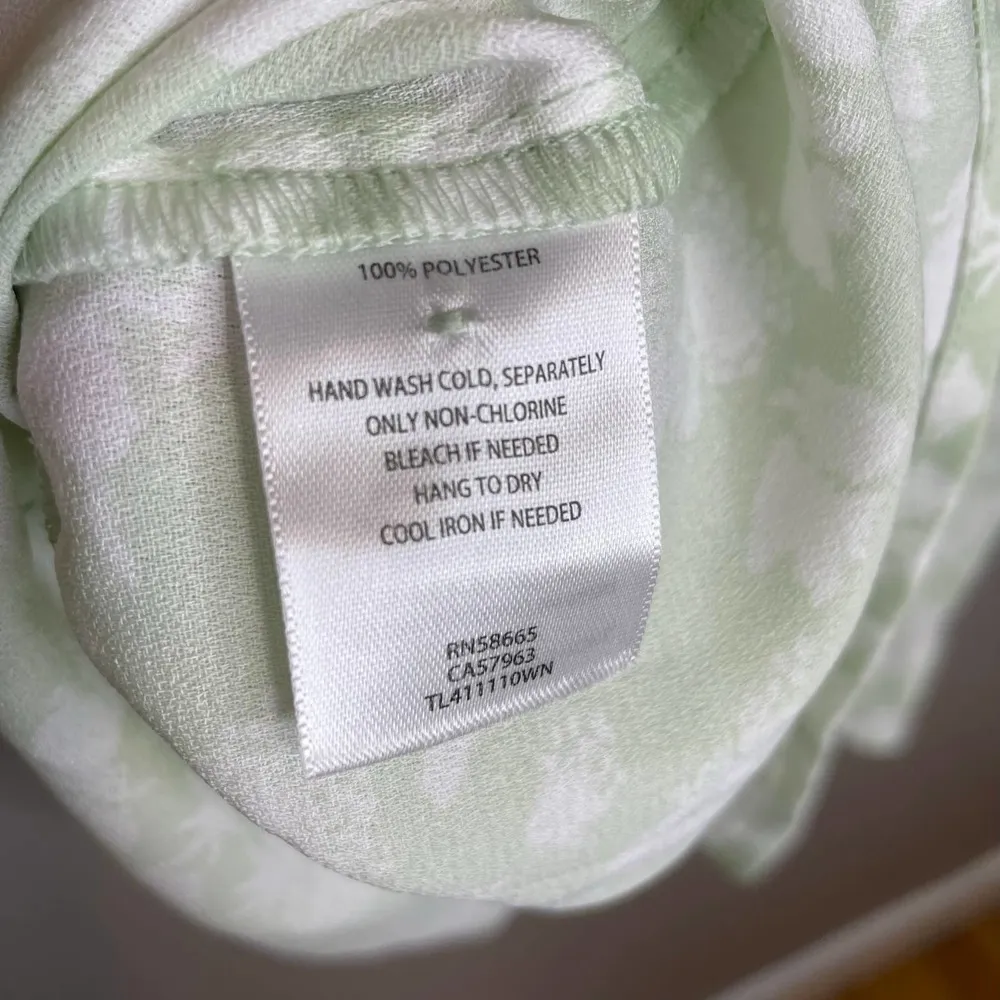 100% POLYESTER
HAND WASH COLD, SEPARATELY
ONLY NON-CHLORINE
BLEACH IF NEEDED
HANG TO DRY
COOL IRON IF NEEDED
RN58665
CA57963
TL411110WN